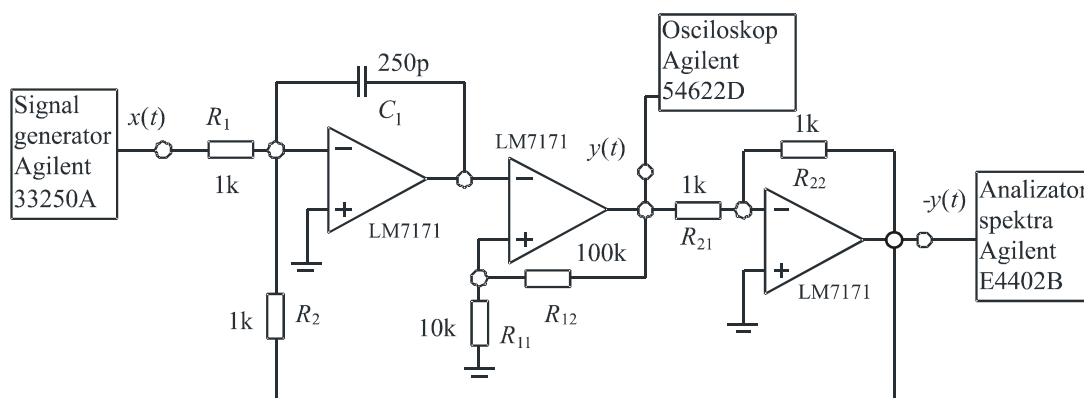 Signal
generator
Agilent
33250A
x(t)
R1
1k
250p
C1
−
+
LM7171
1k
R2
LM7171
−
+
10k
R11
100k
R12
y(t)
Osciloskop
Agilent
54622D
1k
R21
1k
R22
−
+
LM7171
-y(t)
Analizator
spektra
Agilent
E4402B